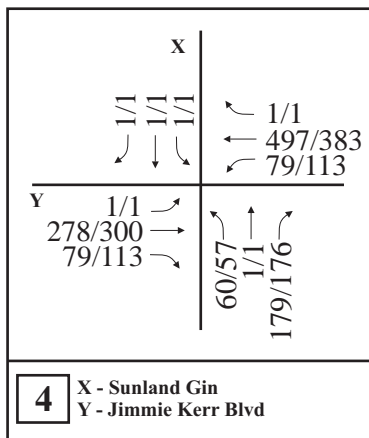 X
1/1 1/1 1/1
1/1
497/383
79/113
Y
1/1
278/300
79/113
60/57 1/1 179/176
4
X - Sunland Gin
Y - Jimmie Kerr Blvd